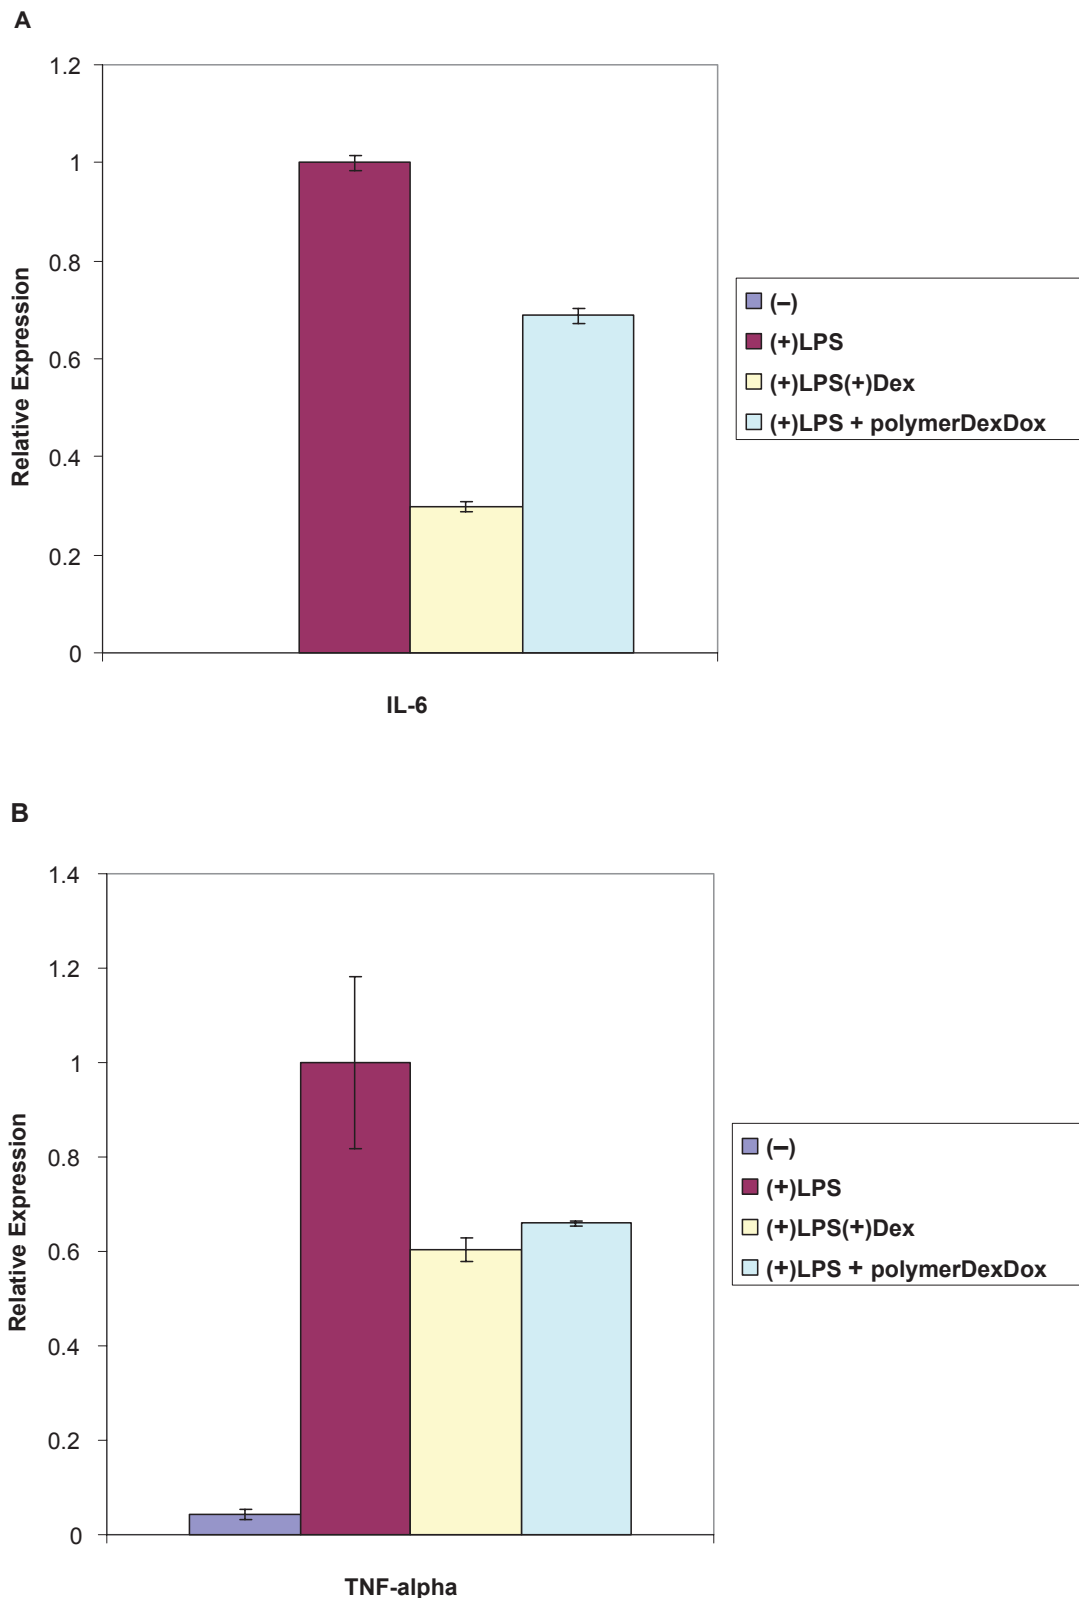 A
1.2
1
0.8
0.6
0.4
0.2
0
Relative Expression
IL-6
(–)
(+)LPS
(+)LPS(+)Dex
(+)LPS + polymerDexDox
B
1.4
1.2
1
0.8
0.6
0.4
0.2
0
Relative Expression
TNF-alpha
(–)
(+)LPS
(+)LPS(+)Dex
(+)LPS + polymerDexDox